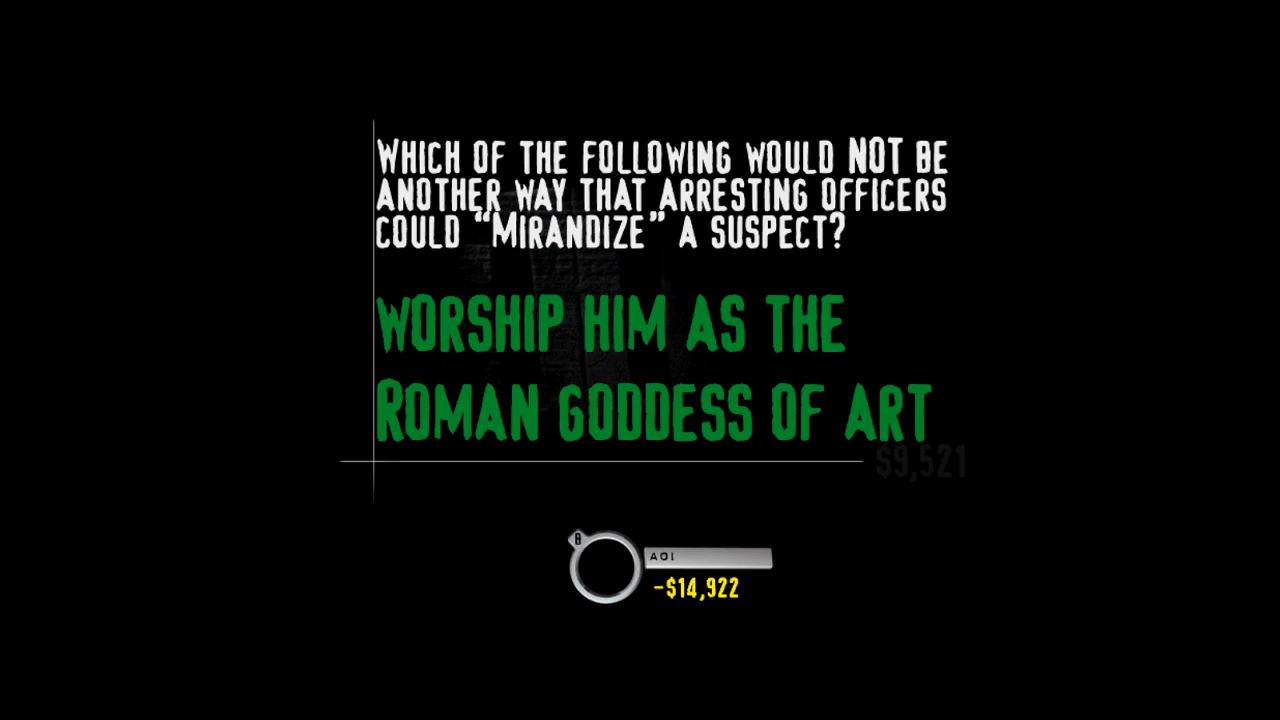 Which of the following would NOT be
another way that arresting officers
could “Mirandize” a suspect?
worship him as the
Roman goddess of art
$9,521
AOI
-$14,922